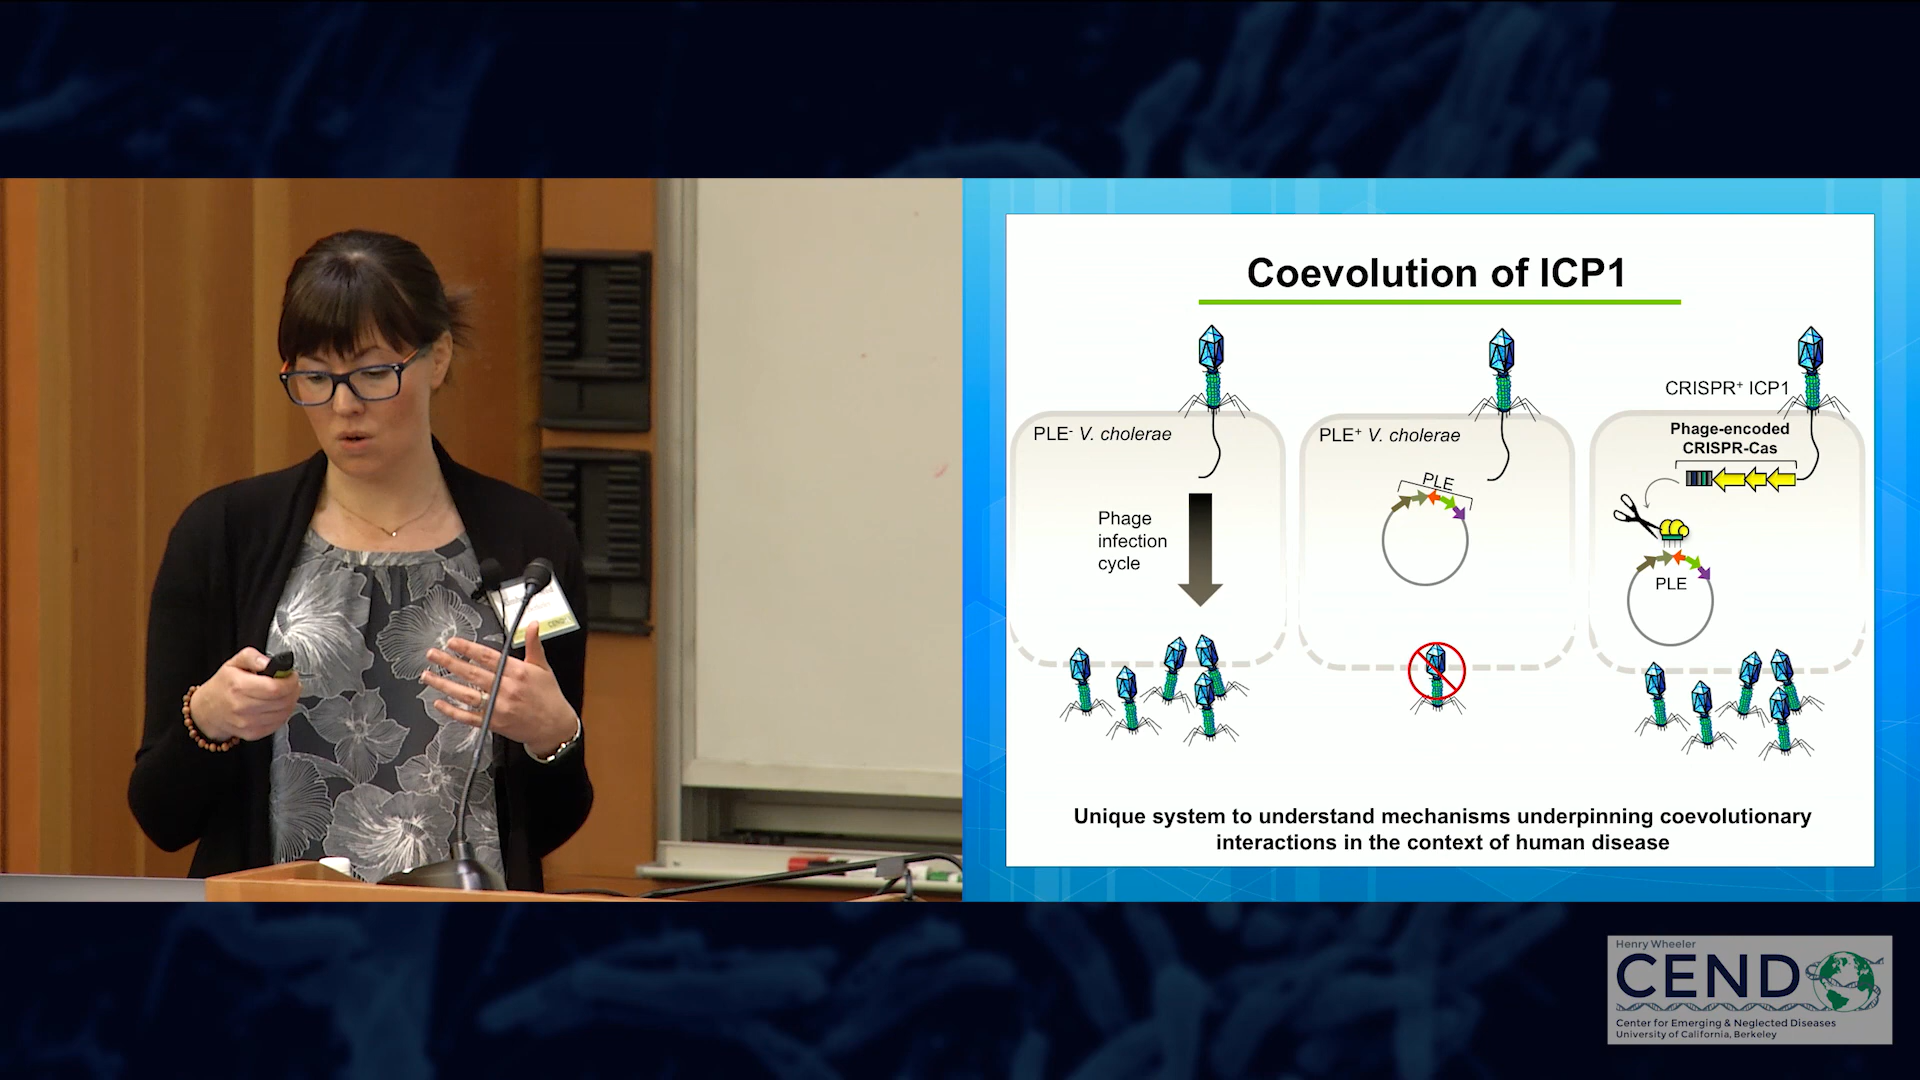 Coevolution of ICP1
PLE- V. cholerae
Phage
infection
cycle
PLE+ V. cholerae
PLE
CRISPR+ ICP1
Phage-encoded
CRISPR-Cas
PLE
Unique system to understand mechanisms underpinning coevolutionary
interactions in the context of human disease
CEND
Henry Wheeler
CEND
Center for Emerging & Neglected Diseases
University of California, Berkeley